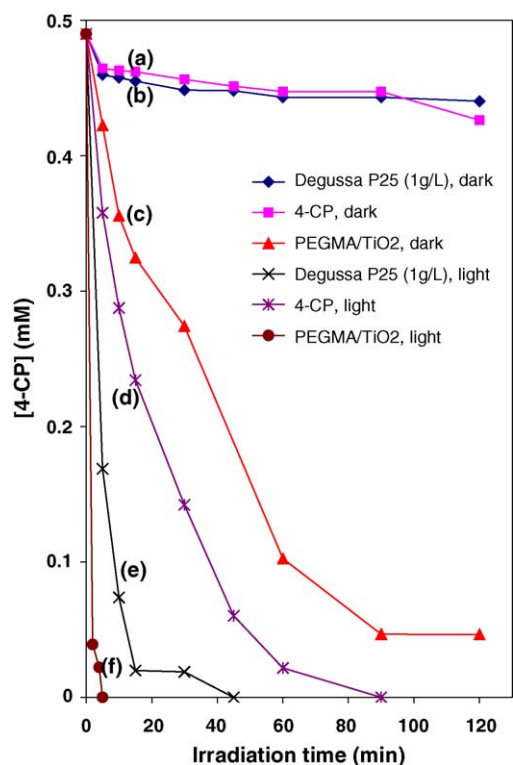 0.5
0.4
0.3
0.2
0.1
0
[4-CP] (mM)
(a)
(b)
(c)
(d)
(e)
(f)
Degussa P25 (1g/L), dark
4-CP, dark
PEGMA/TiO2, dark
Degussa P25 (1g/L), light
4-CP, light
PEGMA/TiO2, light
0 20 40 60 80 100 120
Irradiation time (min)